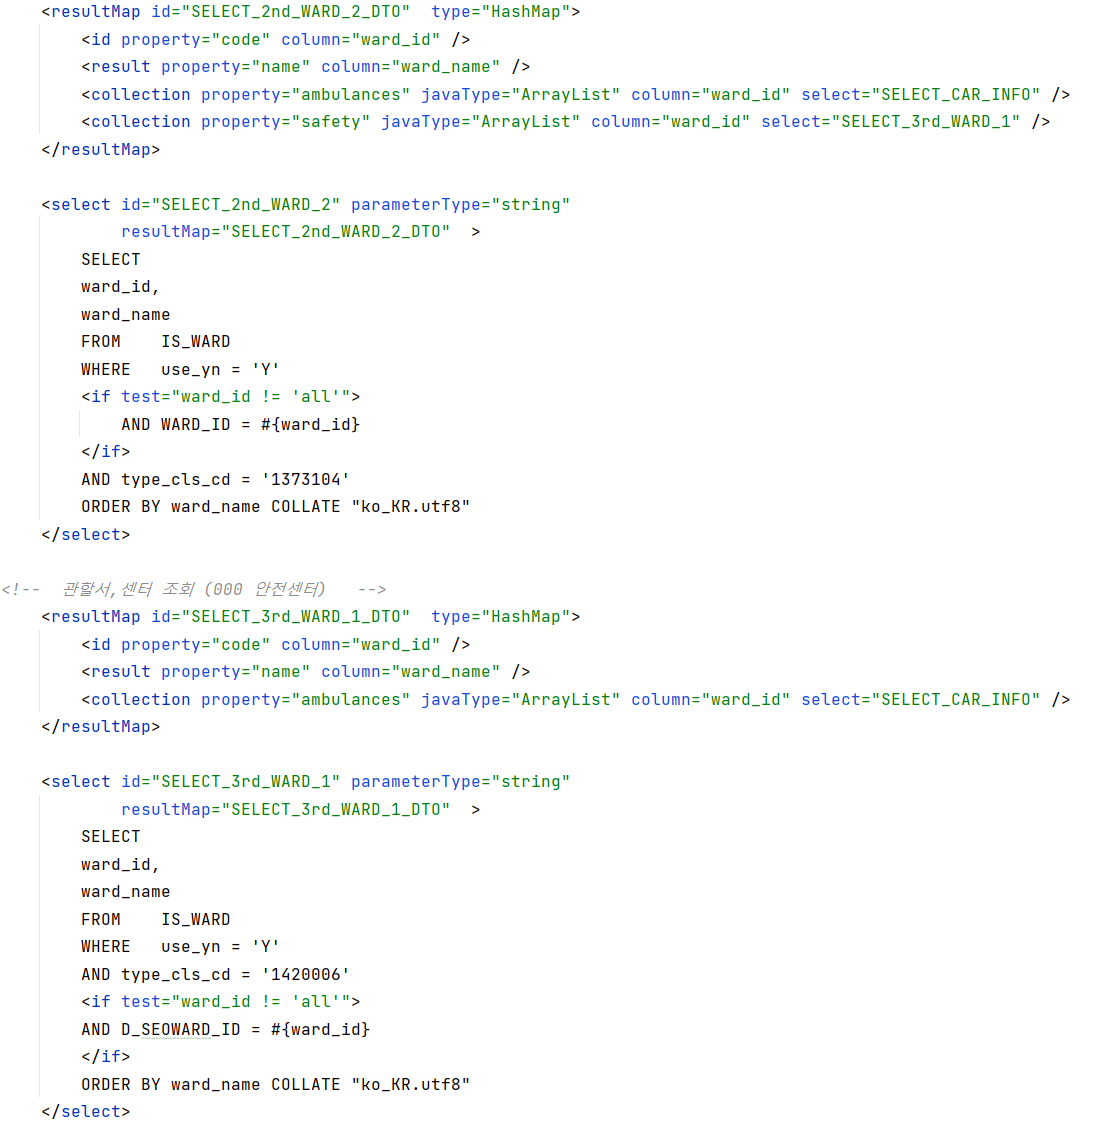 <resultMap id="SELECT_2nd_WARD_2_DTO"  type="HashMap">
    <id property="code" column="ward_id" />
    <result property="name" column="ward_name" />
    <collection property="ambulances" javaType="ArrayList" column="ward_id" select="SELECT_CAR_INFO" />
    <collection property="safety" javaType="ArrayList" column="ward_id" select="SELECT_3rd_WARD_1" />
</resultMap>

<select id="SELECT_2nd_WARD_2" parameterType="string"
        resultMap="SELECT_2nd_WARD_2_DTO"  >
    SELECT
    ward_id,
    ward_name
    FROM    IS_WARD
    WHERE   use_yn = 'Y'
    <if test="ward_id != 'all'">
        AND WARD_ID = #{ward_id}
    </if>
    AND type_cls_cd = '1373104'
    ORDER BY ward_name COLLATE "ko_KR.utf8"
</select>

<!--  관할서,센터 조회 (000 안전센터)   -->
<resultMap id="SELECT_3rd_WARD_1_DTO"  type="HashMap">
    <id property="code" column="ward_id" />
    <result property="name" column="ward_name" />
    <collection property="ambulances" javaType="ArrayList" column="ward_id" select="SELECT_CAR_INFO" />
</resultMap>

<select id="SELECT_3rd_WARD_1" parameterType="string"
        resultMap="SELECT_3rd_WARD_1_DTO"  >
    SELECT
    ward_id,
    ward_name
    FROM    IS_WARD
    WHERE   use_yn = 'Y'
    AND type_cls_cd = '1420006'
    <if test="ward_id != 'all'">
    AND D_SEOWARD_ID = #{ward_id}
    </if>
    ORDER BY ward_name COLLATE "ko_KR.utf8"
</select>